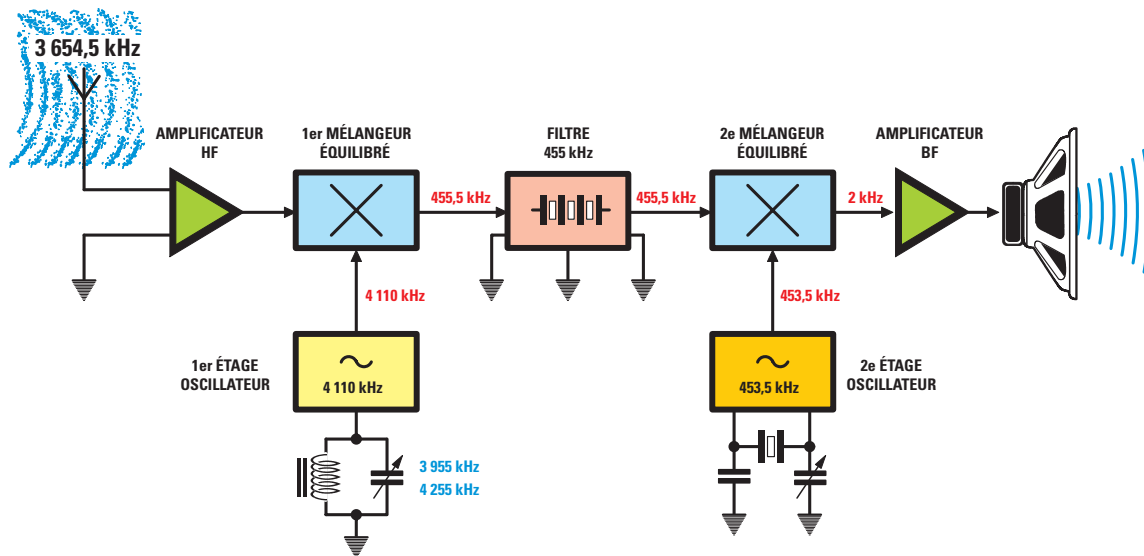 3 654,5 kHz
AMPLIFICATEUR
HF
1er MÉLANGEUR
ÉQUILIBRÉ
FILTRE
455 kHz
2e MÉLANGEUR
ÉQUILIBRÉ
AMPLIFICATEUR
BF
455,5 kHz
455,5 kHz
2 kHz
4 110 kHz
453,5 kHz
1er ÉTAGE
OSCILLATEUR
4 110 kHz
453,5 kHz
2e ÉTAGE
OSCILLATEUR
3 955 kHz
4 255 kHz